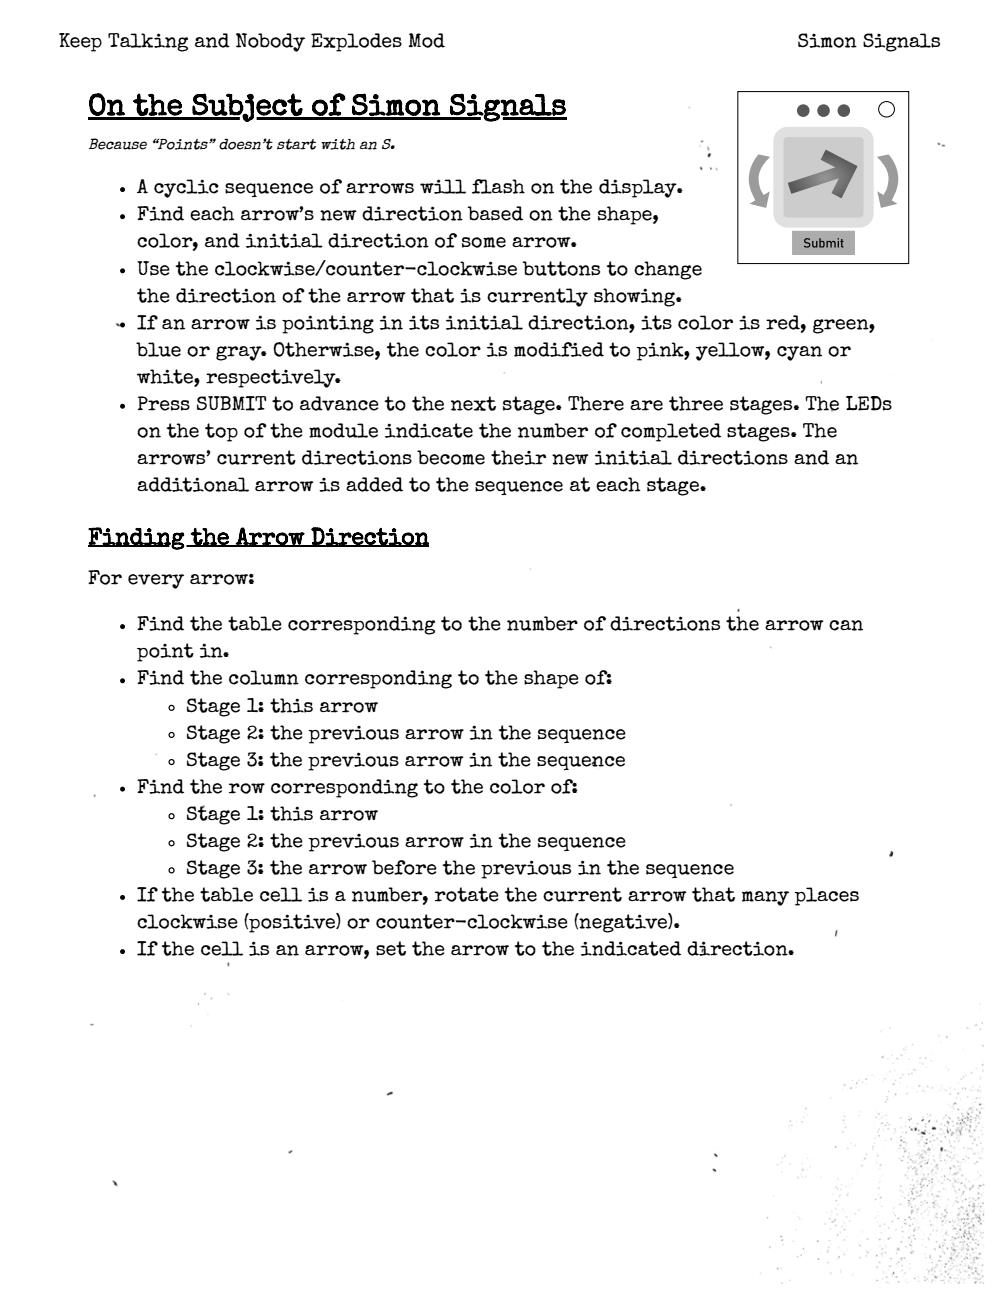 Keep Talking and Nobody Explodes Mod
Simon Signals
On the Subject of Simon Signals
Because “Points” doesn’t start with an S.
Submit
• A cyclic sequence of arrows will flash on the display.
• Find each arrow’s new direction based on the shape,
color, and initial direction of some arrow.
• Use the clockwise/counter-clockwise buttons to change
the direction of the arrow that is currently showing.
• If an arrow is pointing in its initial direction, its color is red, green,
blue or gray. Otherwise, the color is modified to pink, yellow, cyan or
white, respectively.
• Press SUBMIT to advance to the next stage. There are three stages. The LEDs
on the top of the module indicate the number of completed stages. The
arrows’ current directions become their new initial directions and an
additional arrow is added to the sequence at each stage.
Finding the Arrow Direction
For every arrow:
• Find the table corresponding to the number of directions the arrow can
point in.
• Find the column corresponding to the shape of:
◦ Stage 1: this arrow
◦ Stage 2: the previous arrow in the sequence
◦ Stage 3: the previous arrow in the sequence
• Find the row corresponding to the color of:
◦ Stage 1: this arrow
◦ Stage 2: the previous arrow in the sequence
◦ Stage 3: the arrow before the previous in the sequence
• If the table cell is a number, rotate the current arrow that many places
clockwise (positive) or counter-clockwise (negative).
• If the cell is an arrow, set the arrow to the indicated direction.